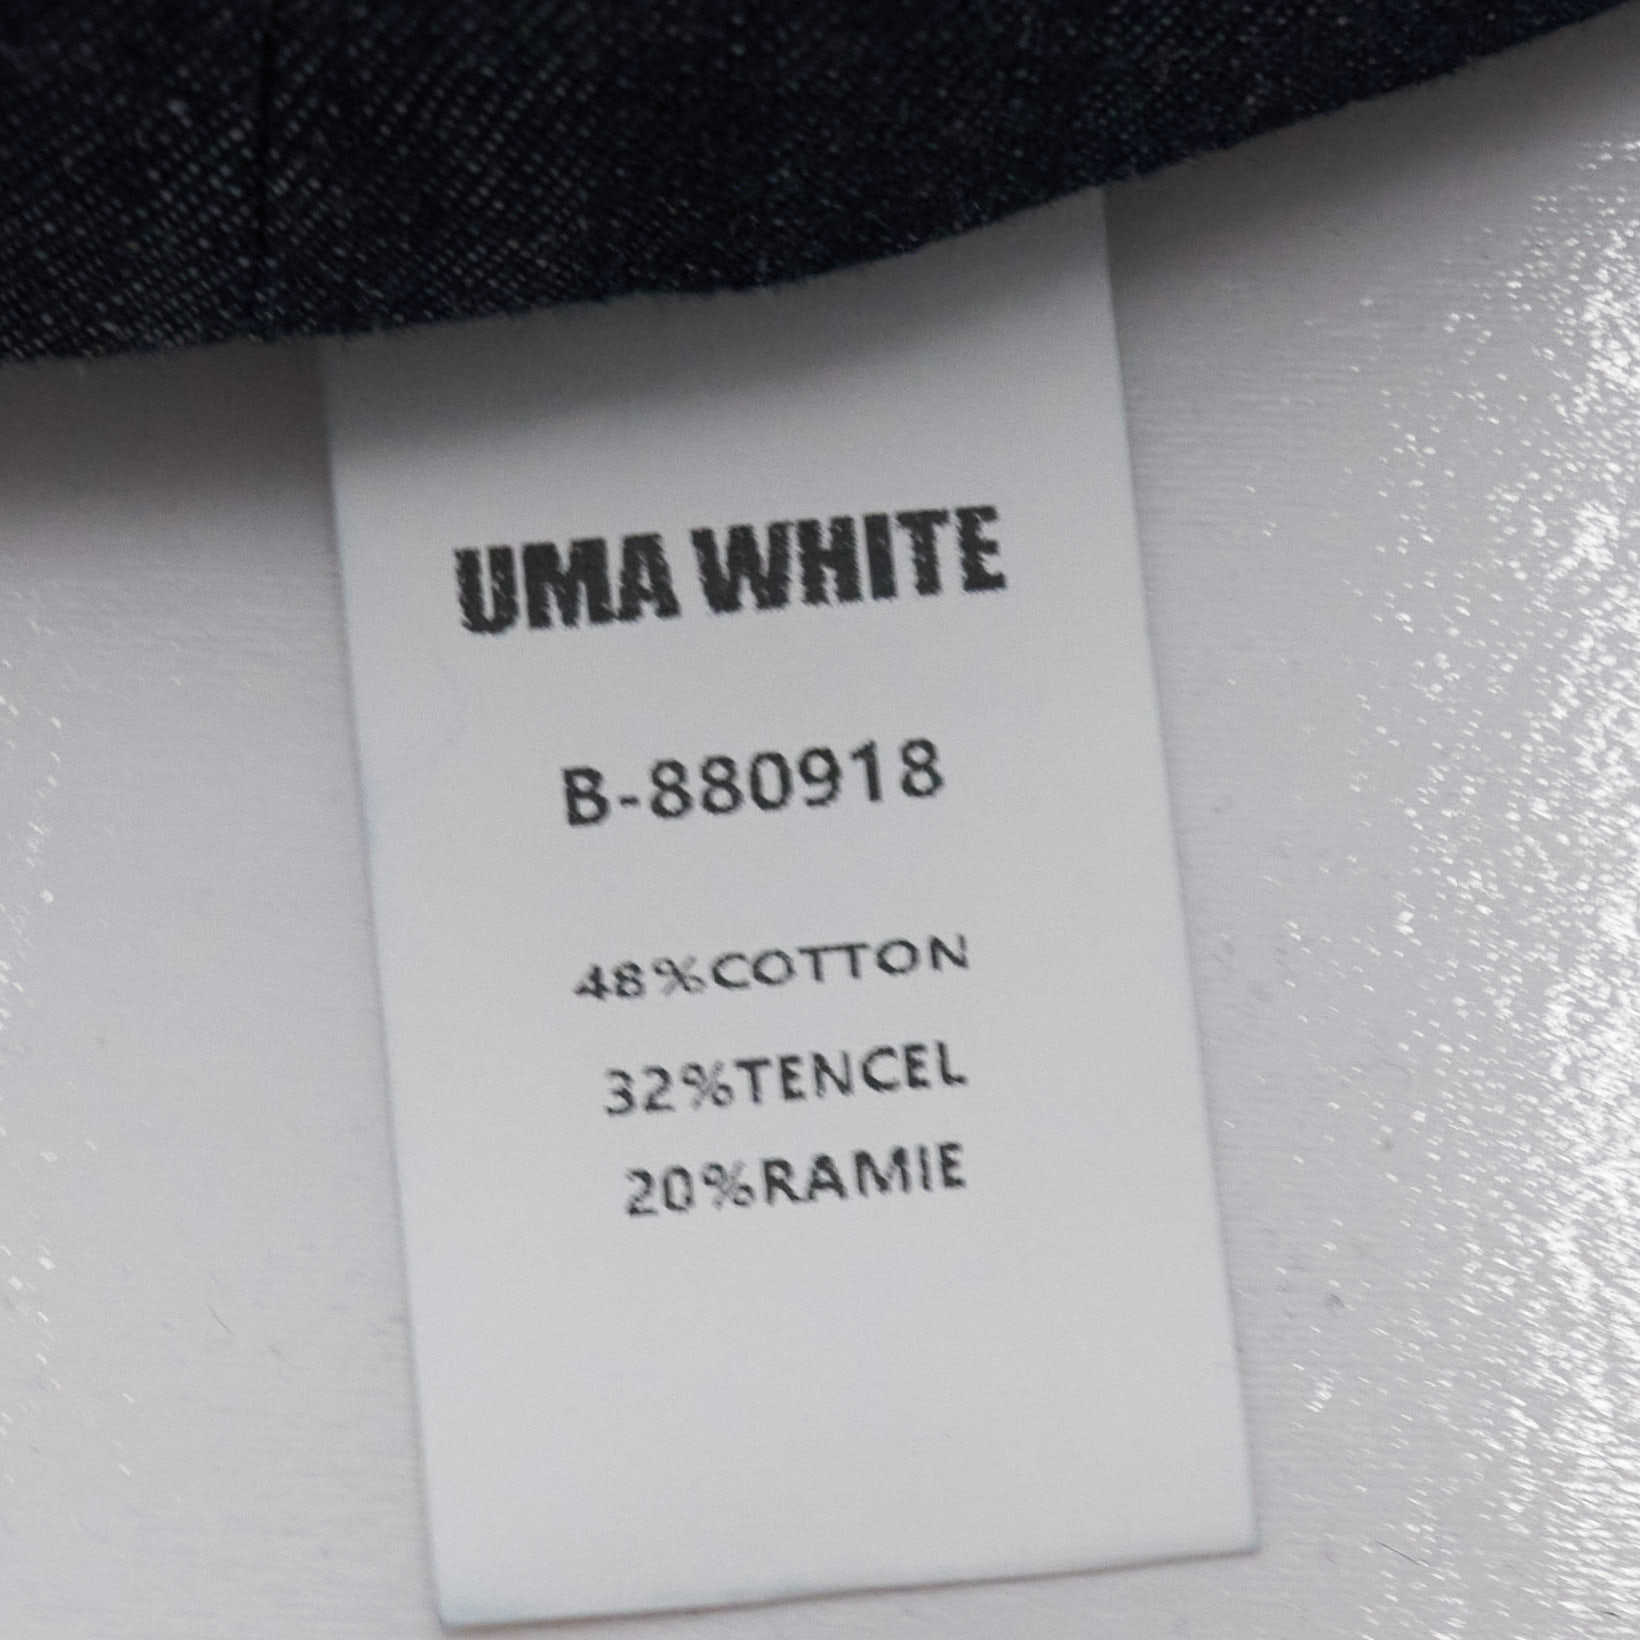 UMA WHITE
B-880918
48%COTTON
32%TENCEL
20%RAMIE